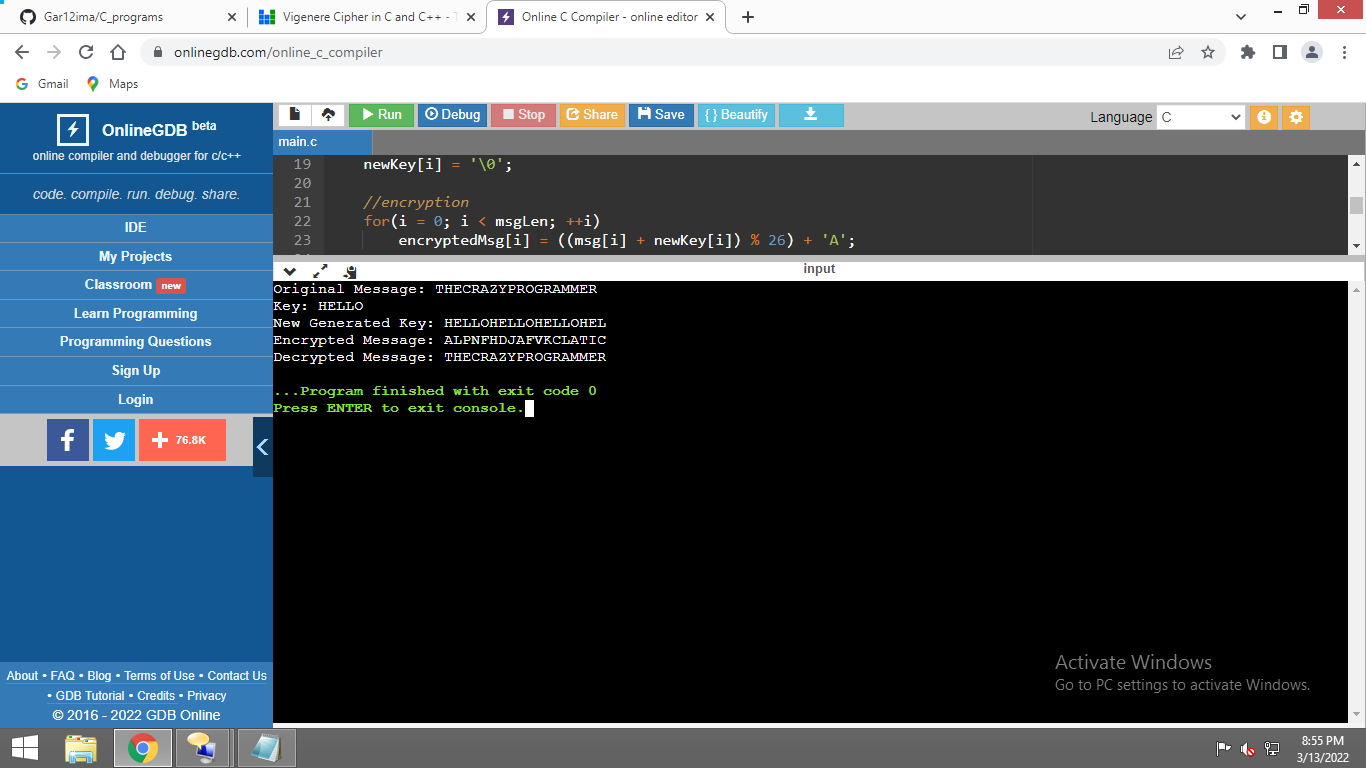 Gar12ima/C_programs
Vigenere Cipher in C and C++ -
Online C Compiler - online editor
onlinegdb.com/online_c_compiler
Gmail Maps
OnlineGDB beta
online compiler and debugger for c/c++
code. compile. run. debug. share.
IDE
My Projects
Classroom new
Learn Programming
Programming Questions
Sign Up
Login
f
76.8K
About • FAQ • Blog • Terms of Use • Contact Us
• GDB Tutorial • Credits • Privacy
© 2016 - 2022 GDB Online
Run Debug Stop Share Save { } Beautify
Language C
main.c
19 newKey[i] = '\0';
20
21 //encryption
22 for(i = 0; i < msgLen; ++i)
23 encryptedMsg[i] = ((msg[i] + newKey[i]) % 26) + 'A';
input
Original Message: THECRAZYPROGRAMMER
Key: HELLO
New Generated Key: HELLOHELLOHELLOHEL
Encrypted Message: ALPNFHDJAFVKCLATIC
Decrypted Message: THECRAZYPROGRAMMER
...Program finished with exit code 0
Press ENTER to exit console.
Activate Windows
Go to PC settings to activate Windows.
8:55 PM
3/13/2022